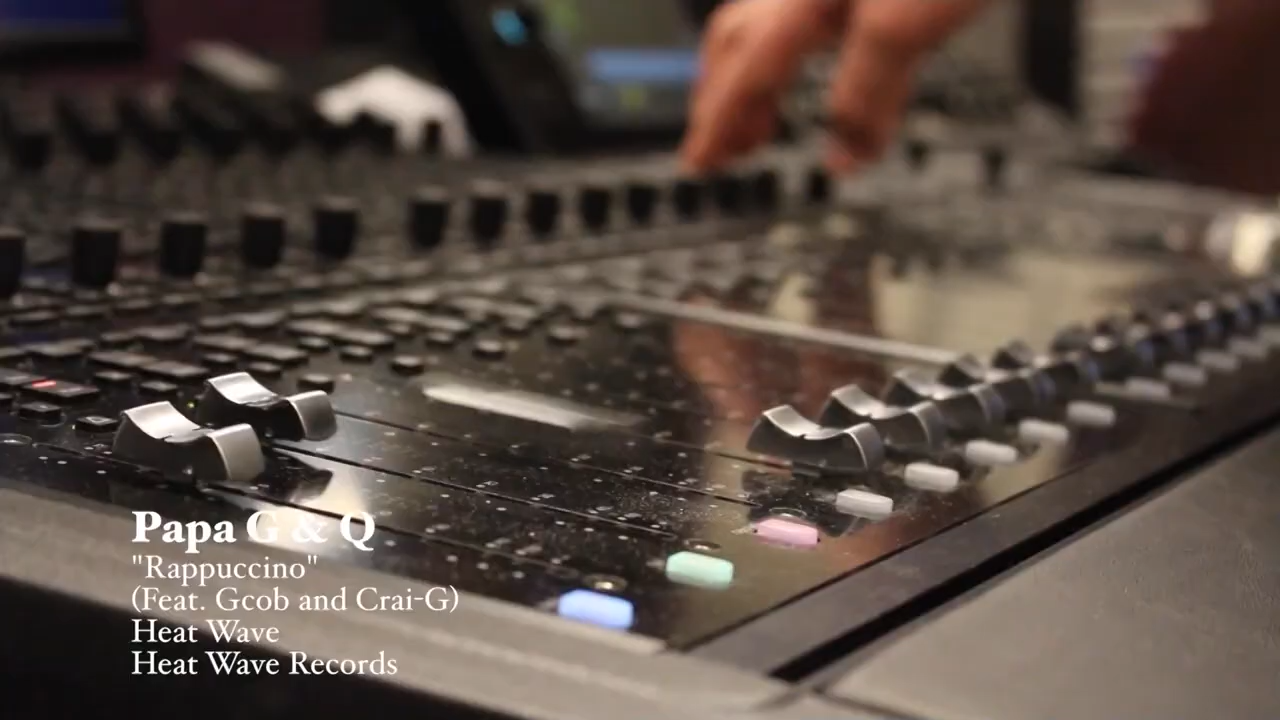 Papa G & Q
"Rappuccino"
(Feat. Gcob and Crai-G)
Heat Wave
Heat Wave Records